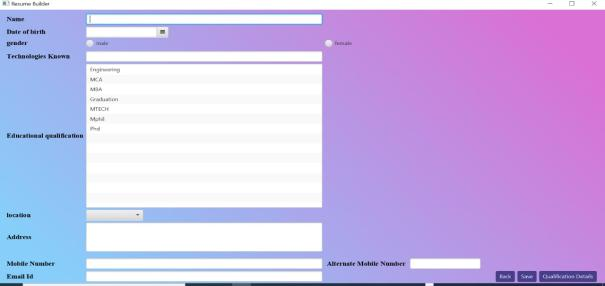 Resume Builder
Name
Date of birth
gender male female
Technologies Known
Enginering
MCA
MBA
Graduation
MTECH
Mphil
Phd
Educational qualification
location
Address
Mobile Number Alternate Mobile Number
Email Id Back Save Qualification Details